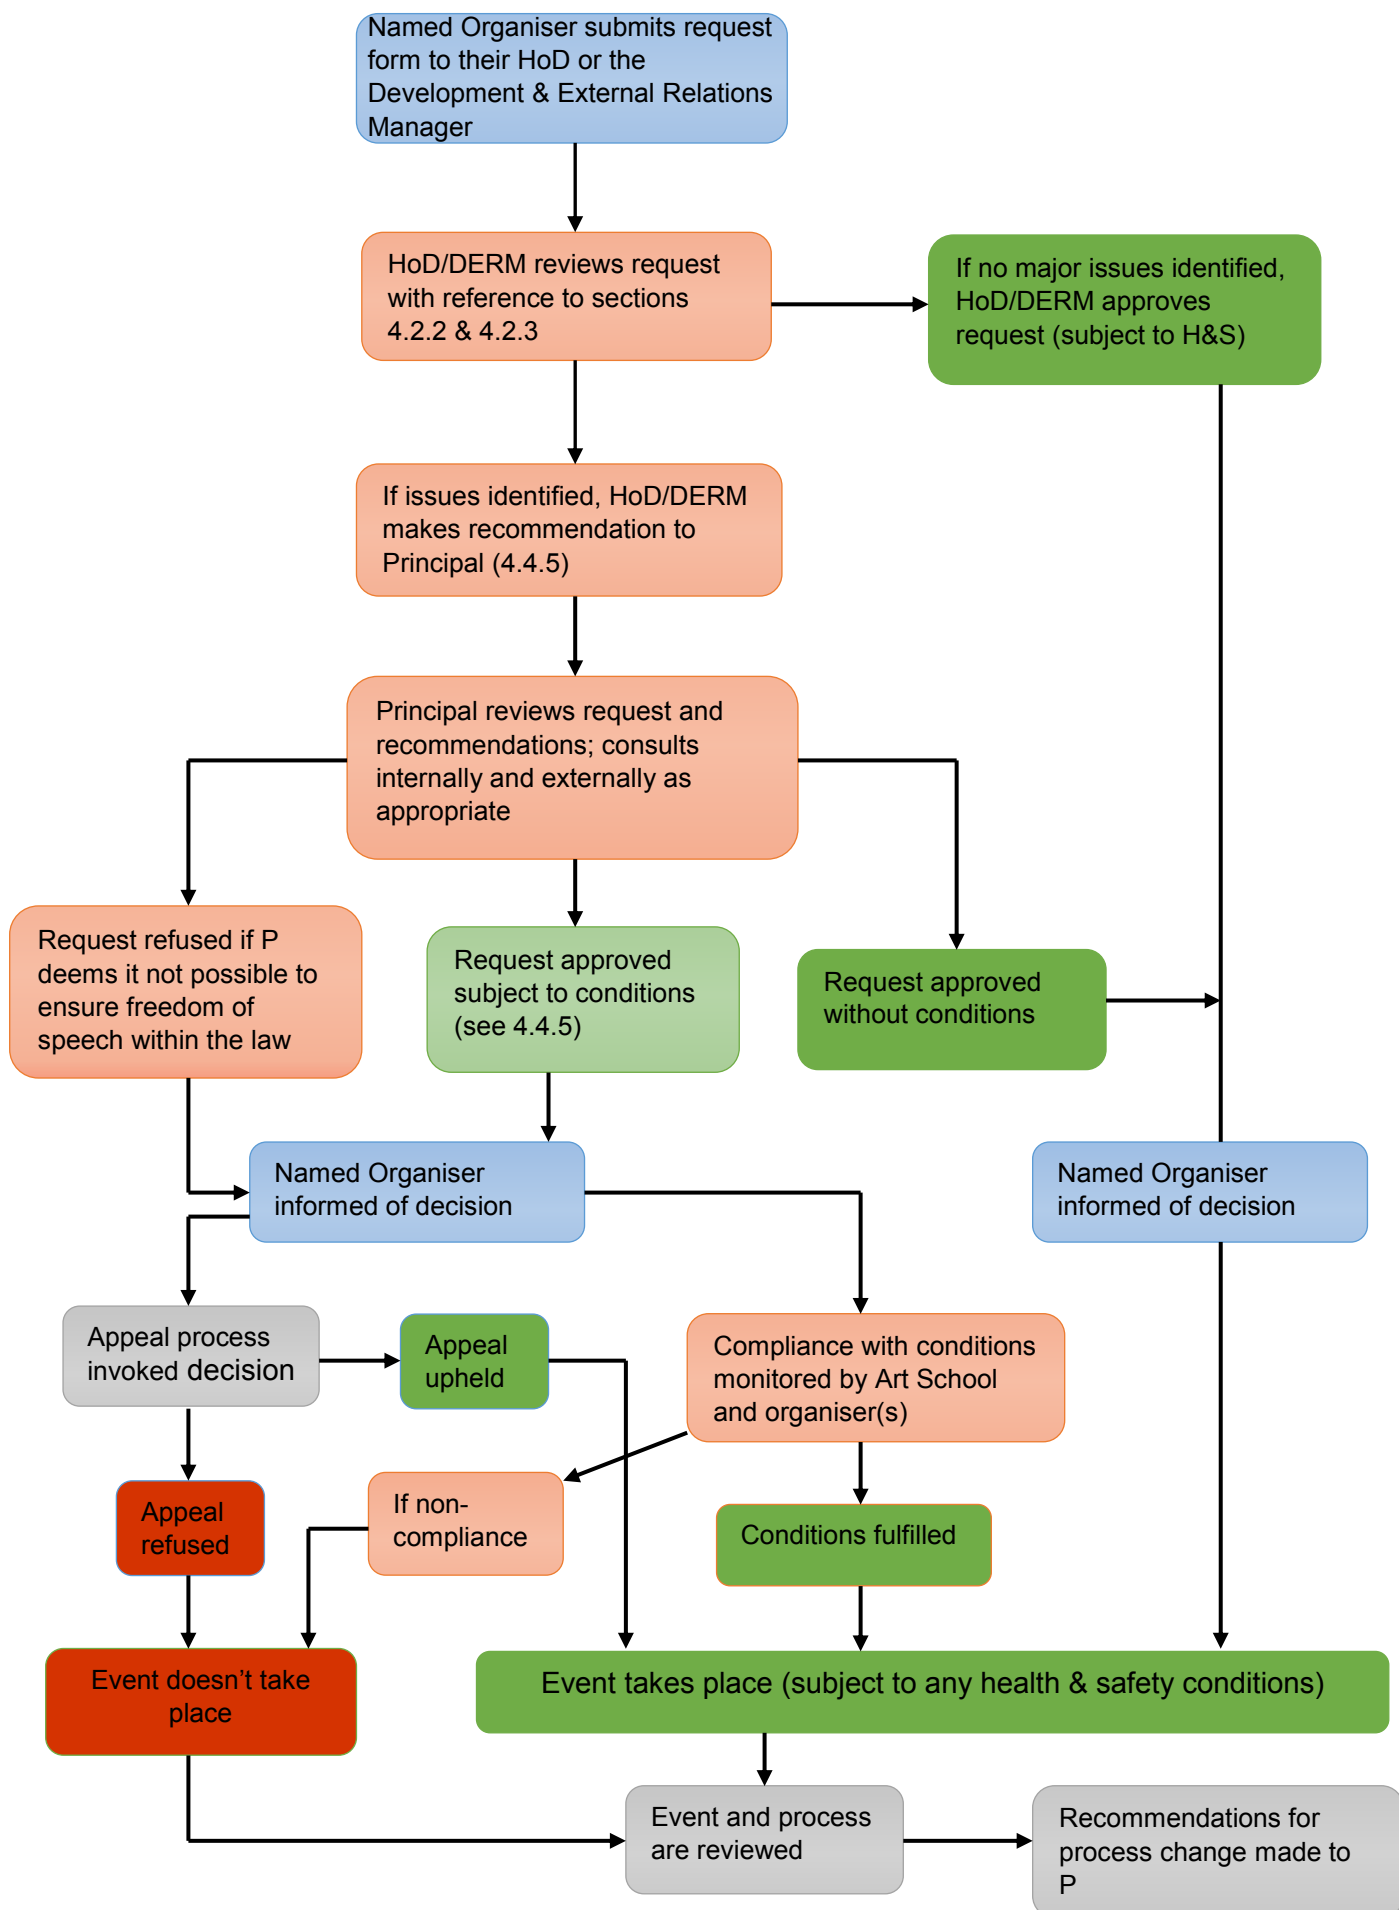 Named Organiser submits request
form to their HoD or the
Development & External Relations
Manager
HoD/DERM reviews request
with reference to sections
4.2.2 & 4.2.3
If no major issues identified,
HoD/DERM approves
request (subject to H&S)
If issues identified, HoD/DERM
makes recommendation to
Principal (4.4.5)
Principal reviews request and
recommendations; consults
internally and externally as
appropriate
Request refused if P
deems it not possible to
ensure freedom of
speech within the law
Request approved
subject to conditions
(see 4.4.5)
Request approved
without conditions
Named Organiser
informed of decision
Named Organiser
informed of decision
Appeal process
invoked decision
Appeal
upheld
Compliance with conditions
monitored by Art School
and organiser(s)
Appeal
refused
If non-
compliance
Conditions fulfilled
Event doesn’t take
place
Event takes place (subject to any health & safety conditions)
Event and process
are reviewed
Recommendations for
process change made to
P